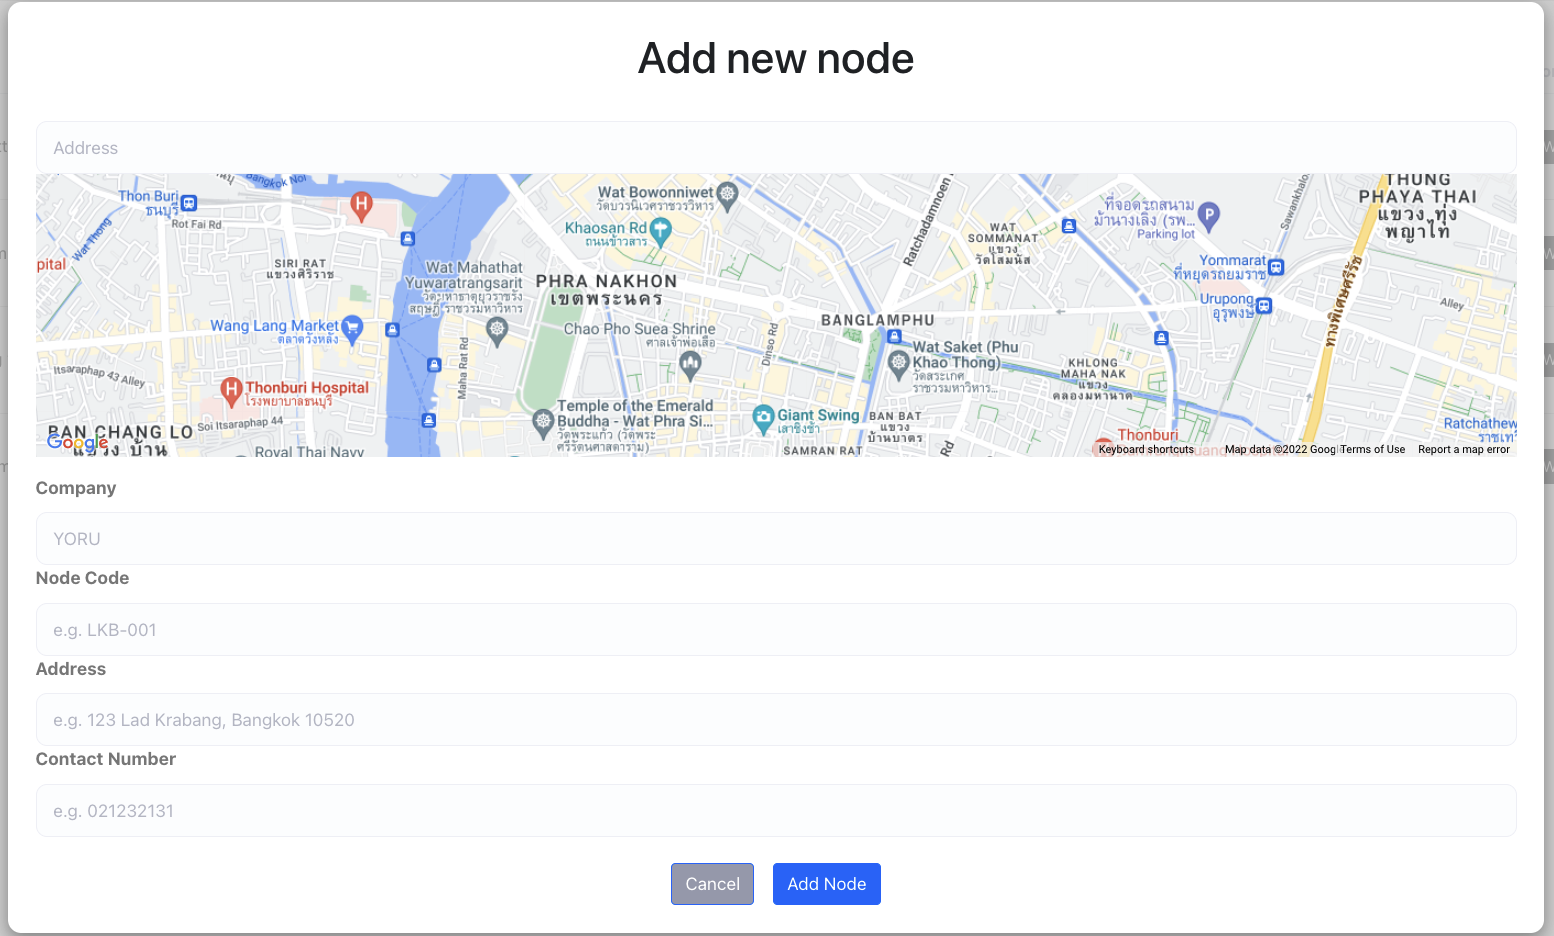 Add new node
Address
Bangkok Noi
Thon Buri
ธนบุรี
Rot Fai Rd
Wat Thong
H
pital
SIRI RAT
แขวงศิริราช
Wang Lang Market
ตลาดวังหลัง
Itsaraphap 43 Alley
H
Thonburi Hospital
โรงพยาบาลธนบุรี
Soi Itsaraphap 44
BAN CHANG LO
แขวง บ้าน
Google
Royal Thai Navy
Wat Mahathat
Yuwaratrangsarit
วัดมหาธาตุยุวราชรัง
สฤษฎิ์ ราชวรมหาวิหาร
Maha Rat Rd
Wat Bowonniwet
วัดบวรนิเวศราชวรวิหาร
Khaosan Rd
ถนนข้าวสาร
PHRA NAKHON
เขตพระนคร
Chao Pho Suea Shrine
ศาลเจ้าพ่อเสือ
Dinso Rd
Temple of the Emerald
Buddha - Wat Phra Si...
วัดพระแก้ว (วัดพระ
ศรีรัตนศาสดาราม)
Giant Swing
เสาชิงช้า
SAMRAN RAT
BANGLAMPHU
Ratchadamnoen
WAT
SOMMANAT
แขวง
วัดโสมนัส
Wat Saket (Phu
Khao Thong)
วัดสระเกศ
ราชวรมหาวิหาร...
BAN BAT
แขวง
บ้านบาตร
Rd
KHLONG
MAHA NAK
แขวง
คลองมหานาค
ที่จอดรถสนาม
ม้านางเลิ้ง (รพ...
Parking lot
P
Yommarat
ที่หยุดรถยมราช
Urupong
อุรุพงษ์
Sawankhalo
THUNG
PHAYA THAI
แขวง ทุ่ง
พญาไท
ทางพิเศษศรีรัช
Alley
Thonburi
Ratchathew
ราชเท
Keyboard shortcuts
Map data ©2022 Goog
Terms of Use
Report a map error
Company
YORU
Node Code
e.g. LKB-001
Address
e.g. 123 Lad Krabang, Bangkok 10520
Contact Number
e.g. 021232131
Cancel
Add Node